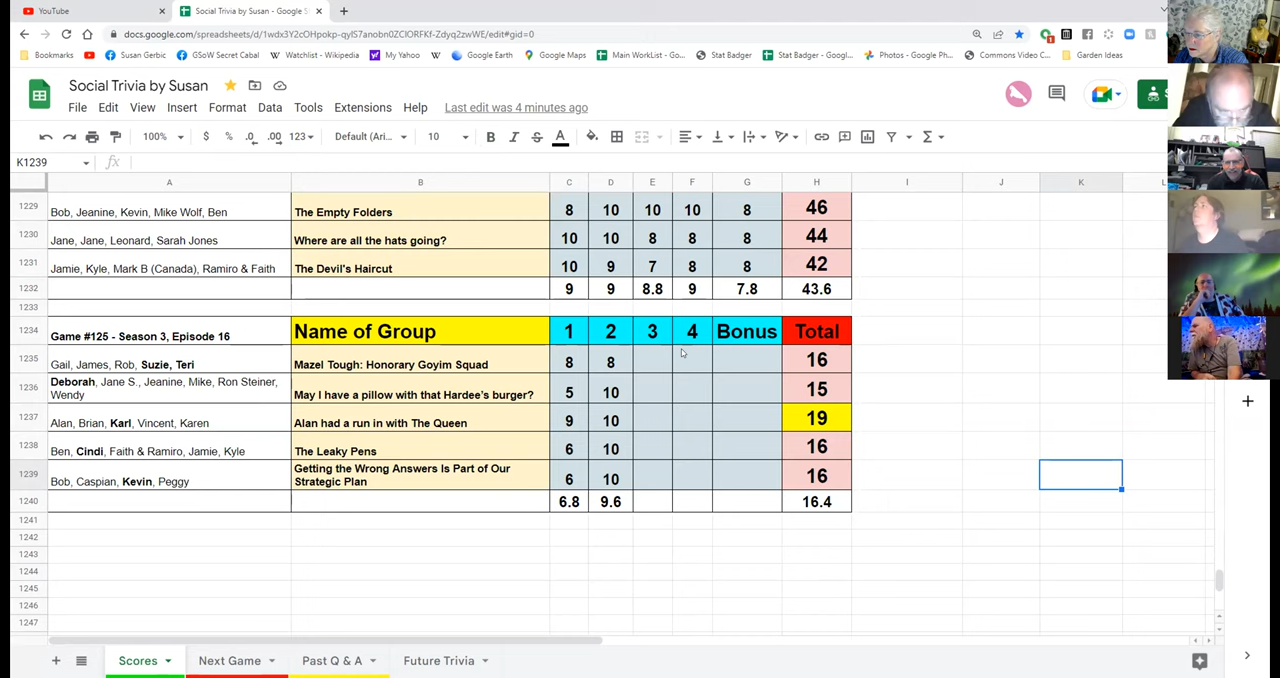 YouTube × Social Trivia by Susan - Google S × +
docs.google.com/spreadsheets/d/1wdx3Y2cOHpokp-qyIS7anobn0ZClORFKf-Zdyq2zwWE/edit#gid=0
Bookmarks Susan Gerbic GSoW Secret Cabal Watchlist - Wikipedia My Yahoo Google Earth Google Maps Main WorkList - Go... Stat Badger Stat Badger - Googl... Photos - Google Ph... Commons Video C... Garden Ideas
Social Trivia by Susan
File Edit View Insert Format Data Tools Extensions Help Last edit was 4 minutes ago
100% $ % .0 .00 123 Default (Ari... 10 B I S A
K1239 fx
A B C D E F G H I J K L
1229 Bob, Jeanine, Kevin, Mike Wolf, Ben The Empty Folders 8 10 10 10 8 46
1230 Jane, Jane, Leonard, Sarah Jones Where are all the hats going? 10 10 8 8 8 44
1231 Jamie, Kyle, Mark B (Canada), Ramiro & Faith The Devil's Haircut 10 9 7 8 8 42
1232 9 9 8.8 9 7.8 43.6
1233
1234 Game #125 - Season 3, Episode 16 Name of Group 1 2 3 4 Bonus Total
1235 Gail, James, Rob, Suzie, Teri Mazel Tough: Honorary Goyim Squad 8 8 16
1236 Deborah, Jane S., Jeanine, Mike, Ron Steiner,
Wendy May I have a pillow with that Hardee's burger? 5 10 15
1237 Alan, Brian, Karl, Vincent, Karen Alan had a run in with The Queen 9 10 19
1238 Ben, Cindi, Faith & Ramiro, Jamie, Kyle The Leaky Pens 6 10 16
1239 Getting the Wrong Answers Is Part of Our
Bob, Caspian, Kevin, Peggy Strategic Plan 6 10 16
1240 6.8 9.6 16.4
1241
1242
1243
1244
1245
1246
1247
Scores Next Game Past Q & A Future Trivia